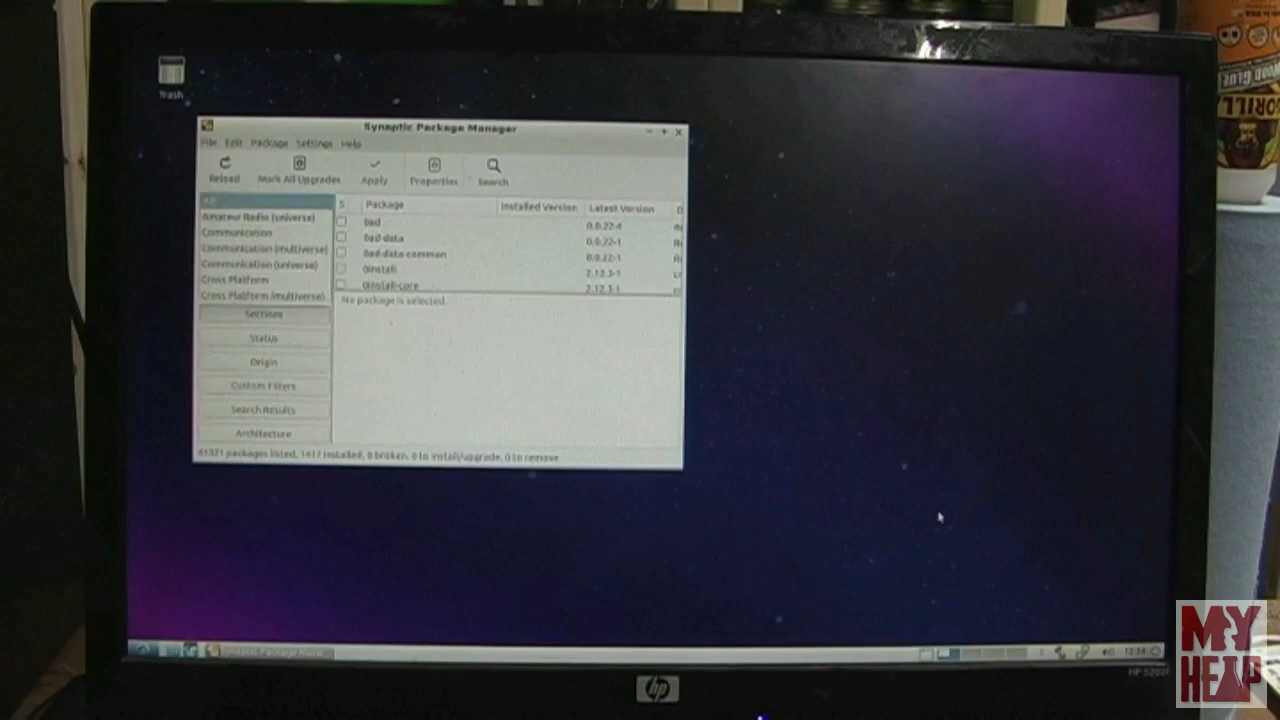 Trash
Synaptic Package Manager
File Edit Package Settings Help
Reload Mark All Upgrades Apply Properties Search
All
S Package Installed Version Latest Version D
Amateur Radio (universe)
Communication
Communication (multiverse)
Communication (universe)
Cross Platform
Cross Platform (multiverse)
0ad 0.0.22-4
0ad-data 0.0.22-1
0ad-data-common 0.0.22-1
0install 2.12.3-1
0install-core 2.12.3-1
No package is selected.
Sections
Status
Origin
Custom Filters
Search Results
Architecture
61321 packages listed, 1417 installed, 0 broken. 0 to install/upgrade, 0 to remove
Synaptic Package
hp
WOOD GLUE
MY
HEAP